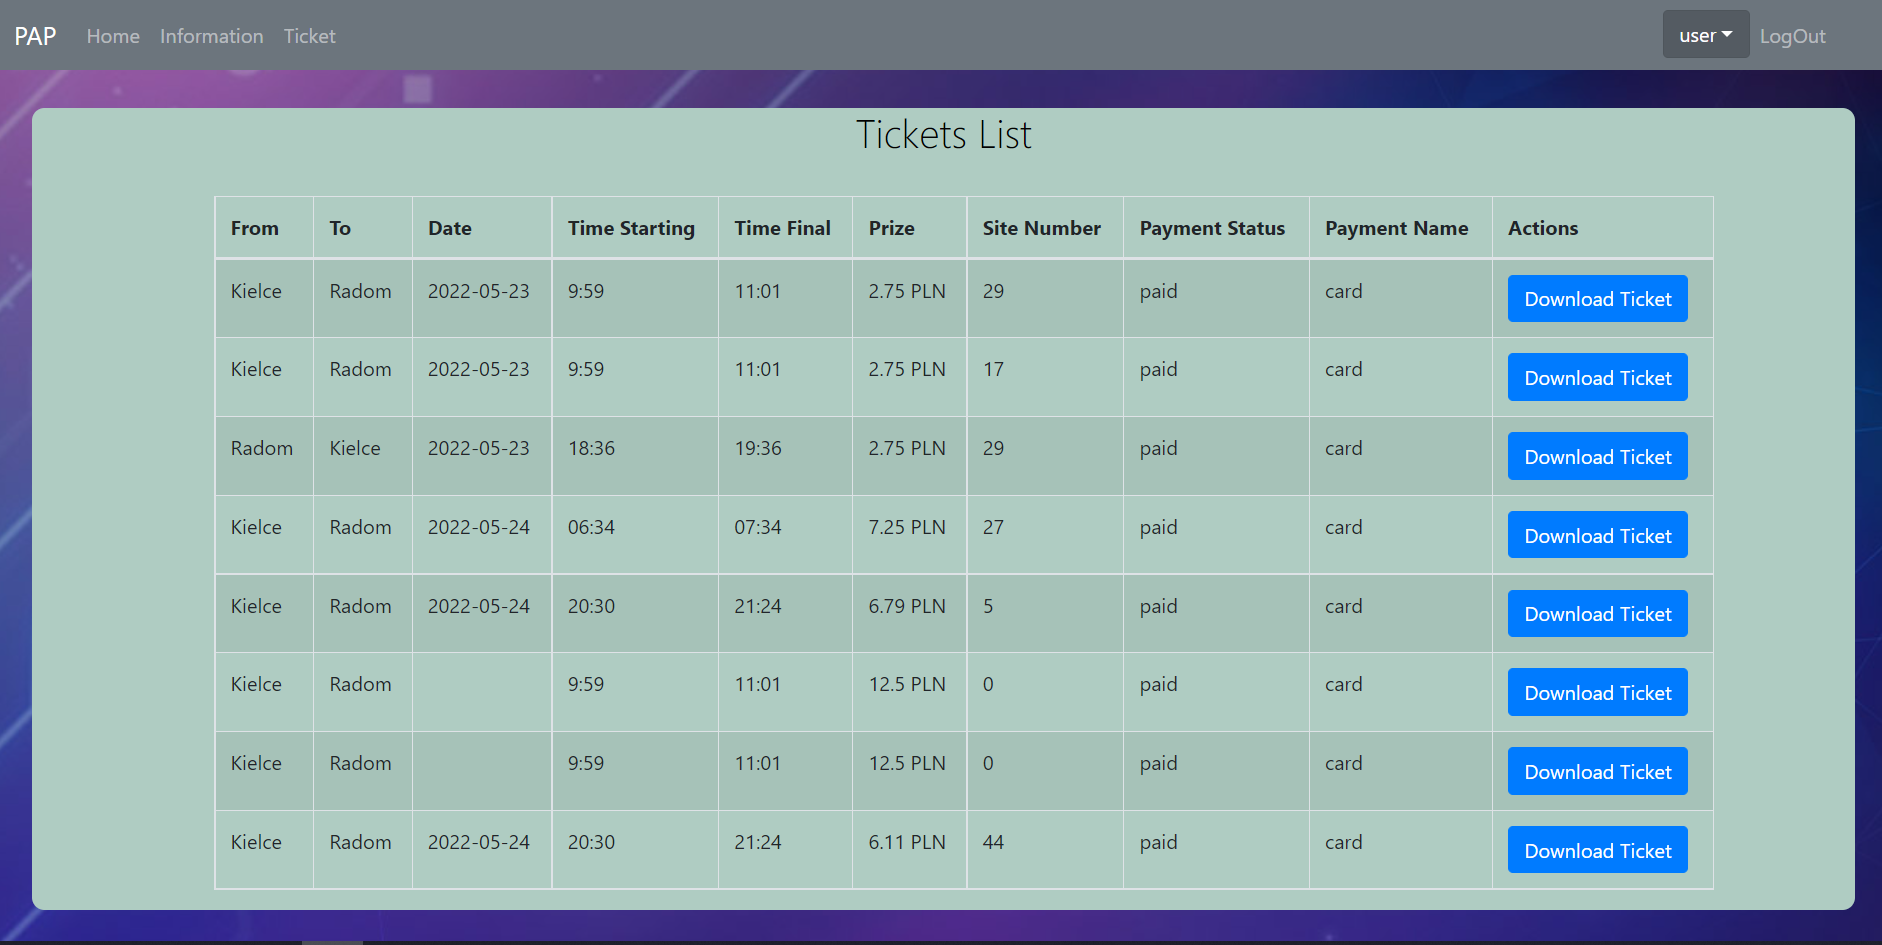 PAP Home Information Ticket user LogOut
Tickets List
From To Date Time Starting Time Final Prize Site Number Payment Status Payment Name Actions
Kielce Radom 2022-05-23 9:59 11:01 2.75 PLN 29 paid card Download Ticket
Kielce Radom 2022-05-23 9:59 11:01 2.75 PLN 17 paid card Download Ticket
Radom Kielce 2022-05-23 18:36 19:36 2.75 PLN 29 paid card Download Ticket
Kielce Radom 2022-05-24 06:34 07:34 7.25 PLN 27 paid card Download Ticket
Kielce Radom 2022-05-24 20:30 21:24 6.79 PLN 5 paid card Download Ticket
Kielce Radom 9:59 11:01 12.5 PLN 0 paid card Download Ticket
Kielce Radom 9:59 11:01 12.5 PLN 0 paid card Download Ticket
Kielce Radom 2022-05-24 20:30 21:24 6.11 PLN 44 paid card Download Ticket